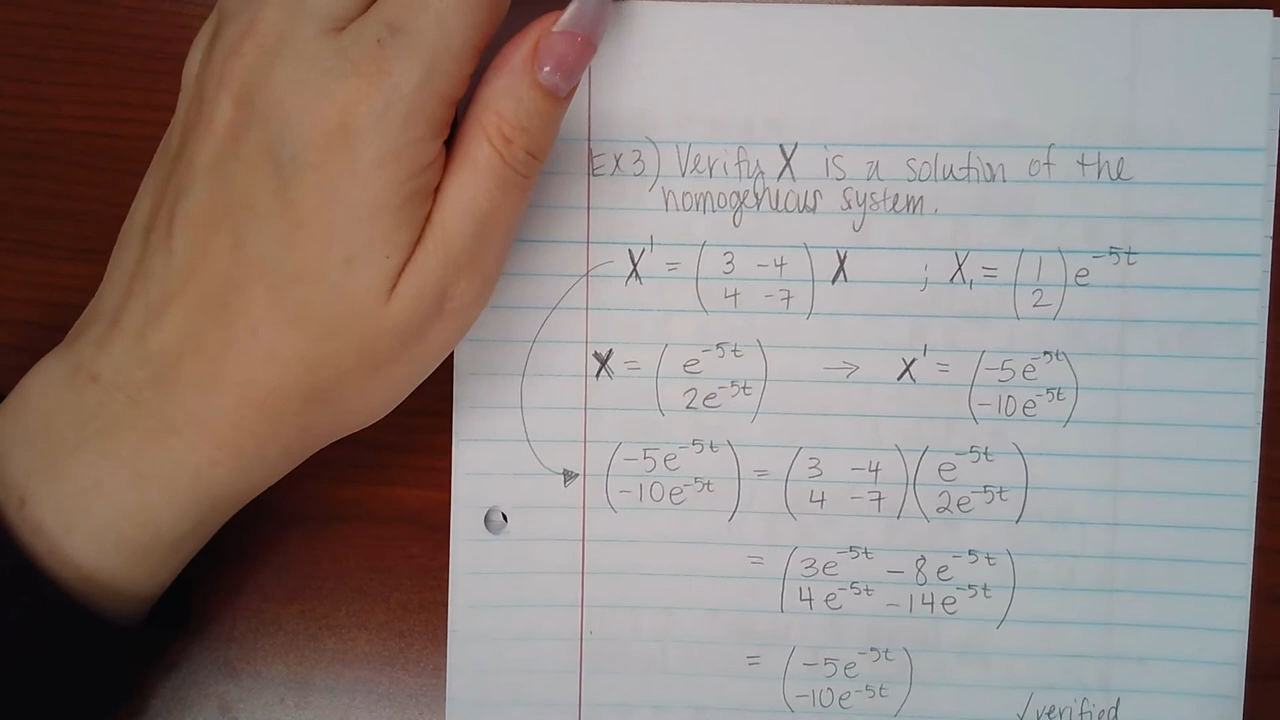 Ex3) Verify X is a solution of the
homogenious system.
X' = (3 -4 / 4 -7) X ; X₁ = (1 / 2) e^-5t
X = (e^-5t / 2e^-5t) → X' = (-5e^-5t / -10e^-5t)
(-5e^-5t / -10e^-5t) = (3 -4 / 4 -7) (e^-5t / 2e^-5t)
= (3e^-5t - 8e^-5t / 4e^-5t - 14e^-5t)
= (-5e^-5t / -10e^-5t)
√verified